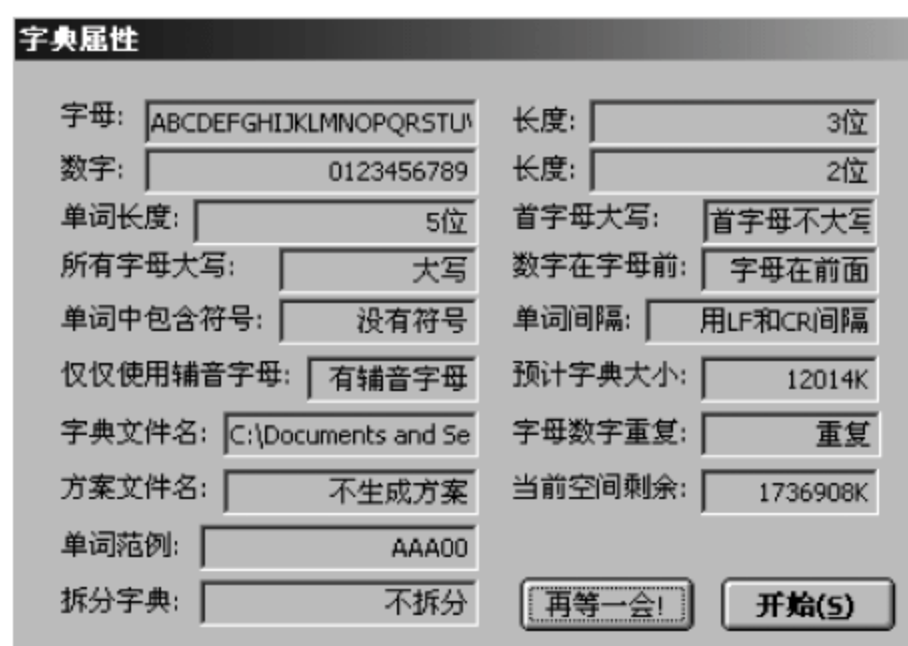 字典属性
字母: ABCDEFGHIJKLMNOPQRSTU 长度: 3位
数字: 0123456789 长度: 2位
单词长度: 5位 首字母大写: 首字母不大写
所有字母大写: 大写 数字在字母前: 字母在前面
单词中包含符号: 没有符号 单词间隔: 用LF和CR间隔
仅仅使用辅音字母: 有辅音字母 预计字典大小: 12014K
字典文件名: C:\Documents and Se 字母数字重复: 重复
方案文件名: 不生成方案 当前空间剩余: 1736908K
单词范例: AAA00
拆分字典: 不拆分 再等一会! 开始(S)